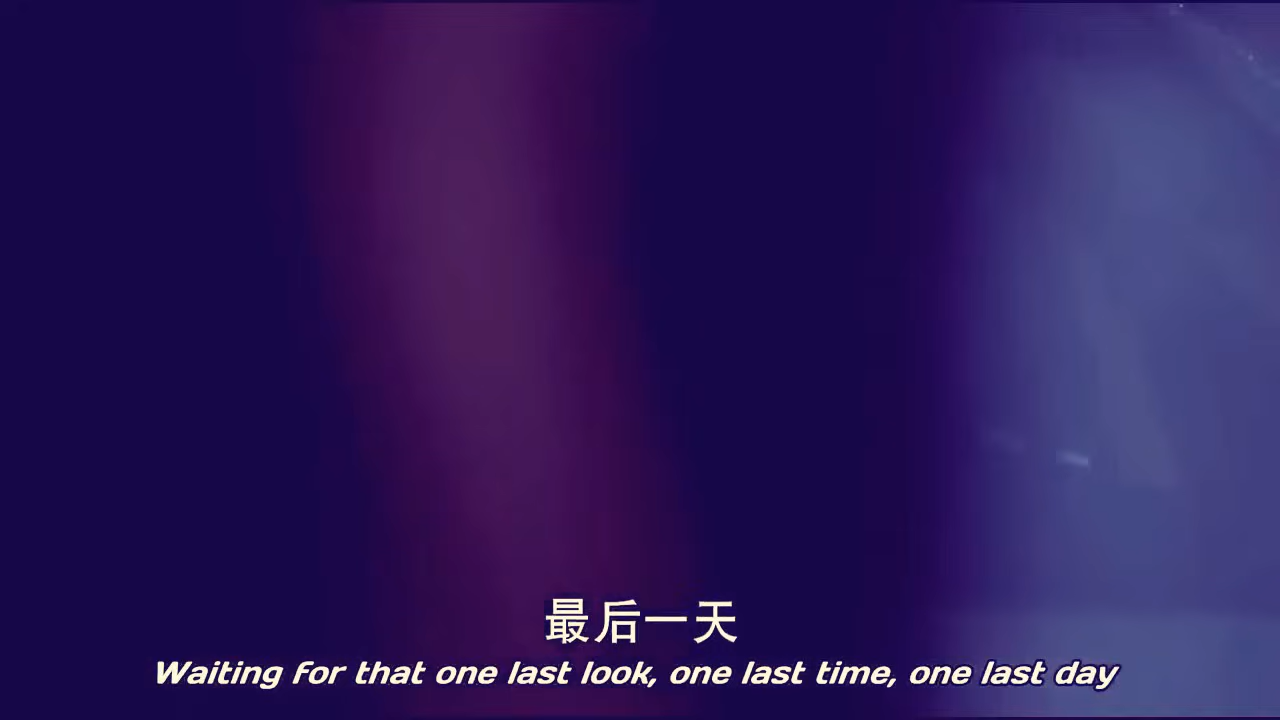 最后一天
Waiting for that one last look, one last time, one last day